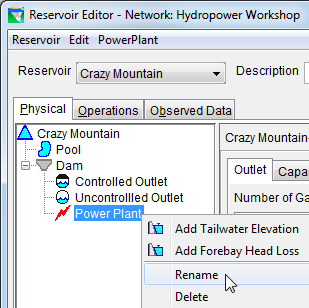 Reservoir Editor - Network: Hydropower Workshop
Reservoir Edit PowerPlant
Reservoir Crazy Mountain Description
Physical Operations Observed Data
Crazy Mountain
Pool
Dam
Controlled Outlet
Uncontrollled Outlet
Power Plant
Crazy Mountain-
Outlet Capa
Number of Ga
Add Tailwater Elevation
Add Forebay Head Loss
Rename
Delete